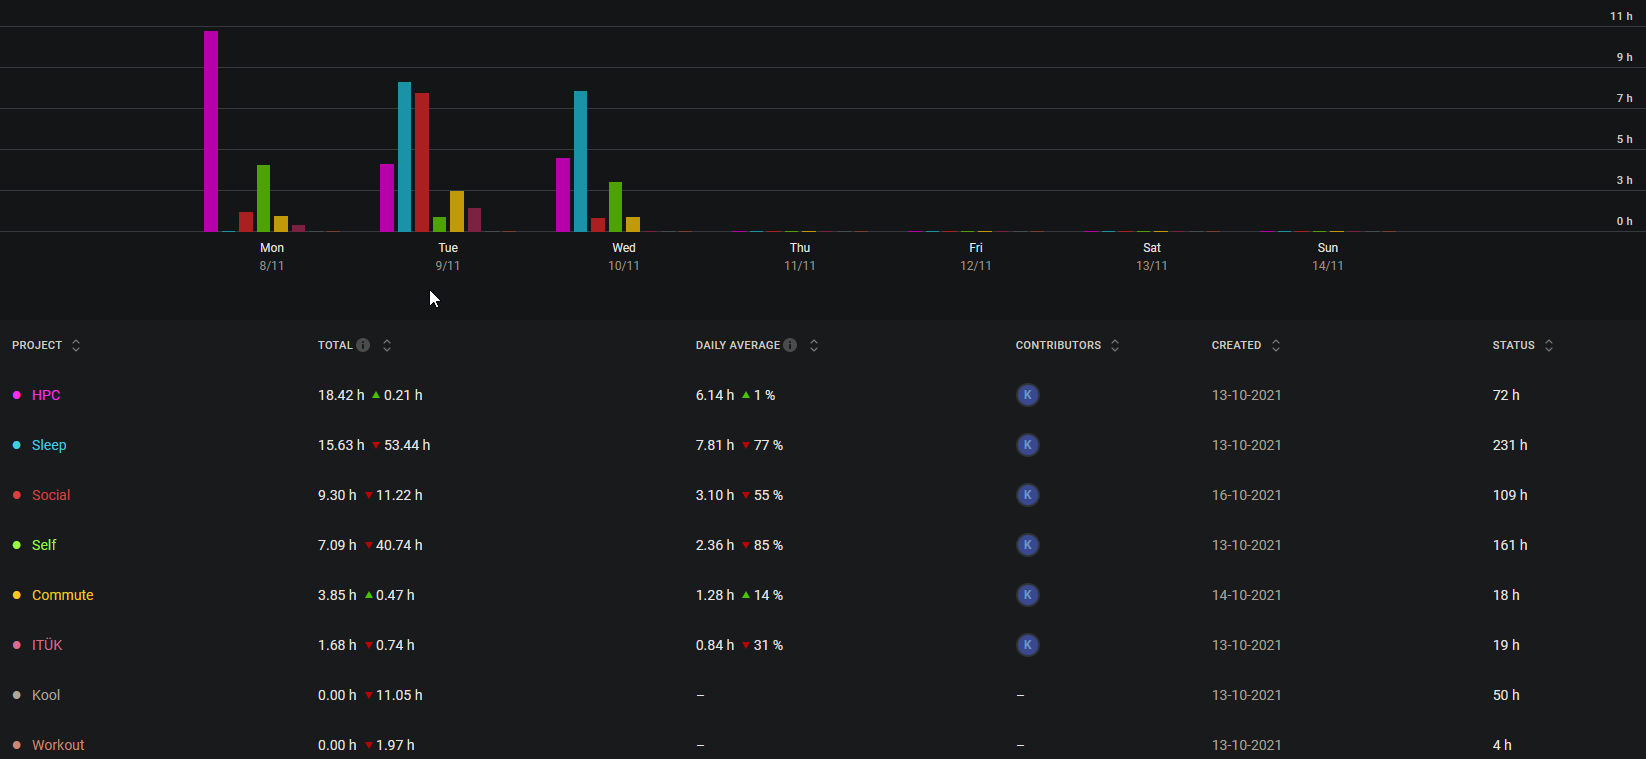 11 h
9 h
7 h
5 h
3 h
0 h
Mon Tue Wed Thu Fri Sat Sun
8/11 9/11 10/11 11/11 12/11 13/11 14/11
PROJECT TOTAL i DAILY AVERAGE i CONTRIBUTORS CREATED STATUS
HPC 18.42 h ▲ 0.21 h 6.14 h ▲ 1 % K 13-10-2021 72 h
Sleep 15.63 h ▼ 53.44 h 7.81 h ▼ 77 % K 13-10-2021 231 h
Social 9.30 h ▼ 11.22 h 3.10 h ▼ 55 % K 16-10-2021 109 h
Self 7.09 h ▼ 40.74 h 2.36 h ▼ 85 % K 13-10-2021 161 h
Commute 3.85 h ▲ 0.47 h 1.28 h ▲ 14 % K 14-10-2021 18 h
ITÜK 1.68 h ▼ 0.74 h 0.84 h ▼ 31 % K 13-10-2021 19 h
Kool 0.00 h ▼ 11.05 h – – 13-10-2021 50 h
Workout 0.00 h ▼ 1.97 h – – 13-10-2021 4 h